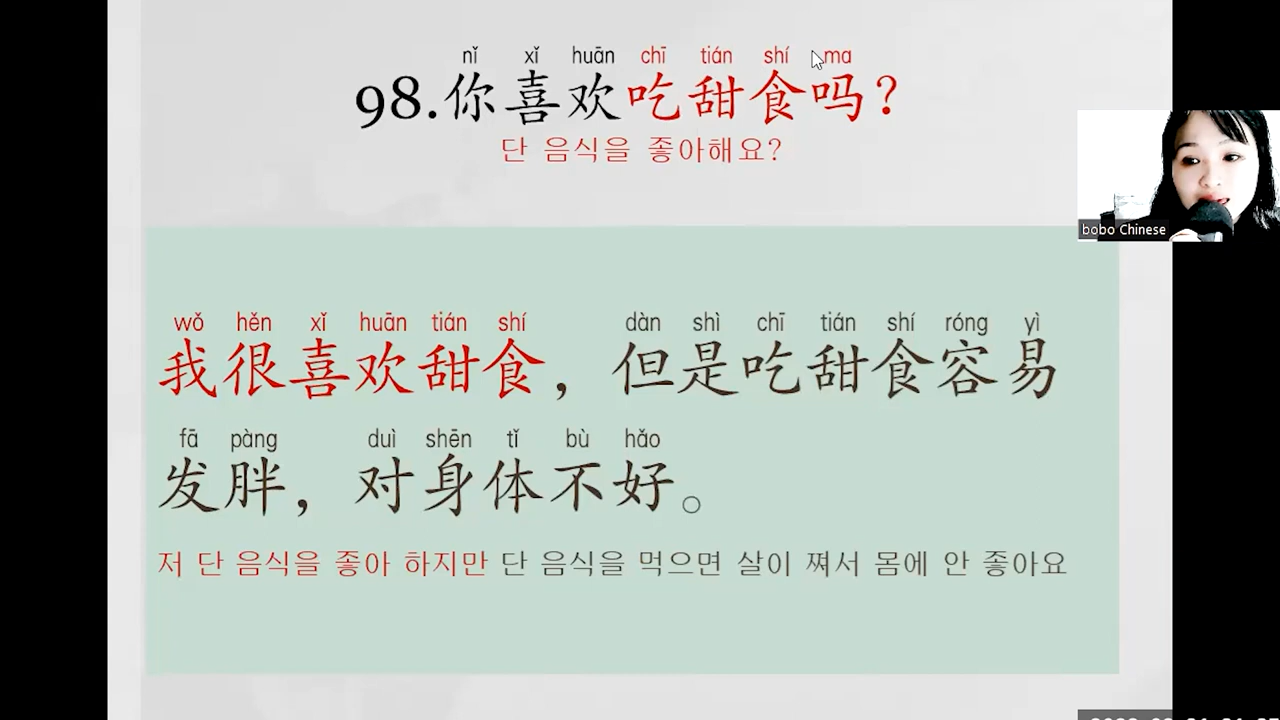 nǐ xǐ huān chī tián shí ma
98.你喜欢吃甜食吗？
단 음식을 좋아해요?
bobo Chinese
wǒ hěn xǐ huān tián shí dàn shì chī tián shí róng yì
我很喜欢甜食，但是吃甜食容易
fā pàng duì shēn tǐ bù hǎo
发胖，对身体不好。
저 단 음식을 좋아 하지만 단 음식을 먹으면 살이 쪄서 몸에 안 좋아요